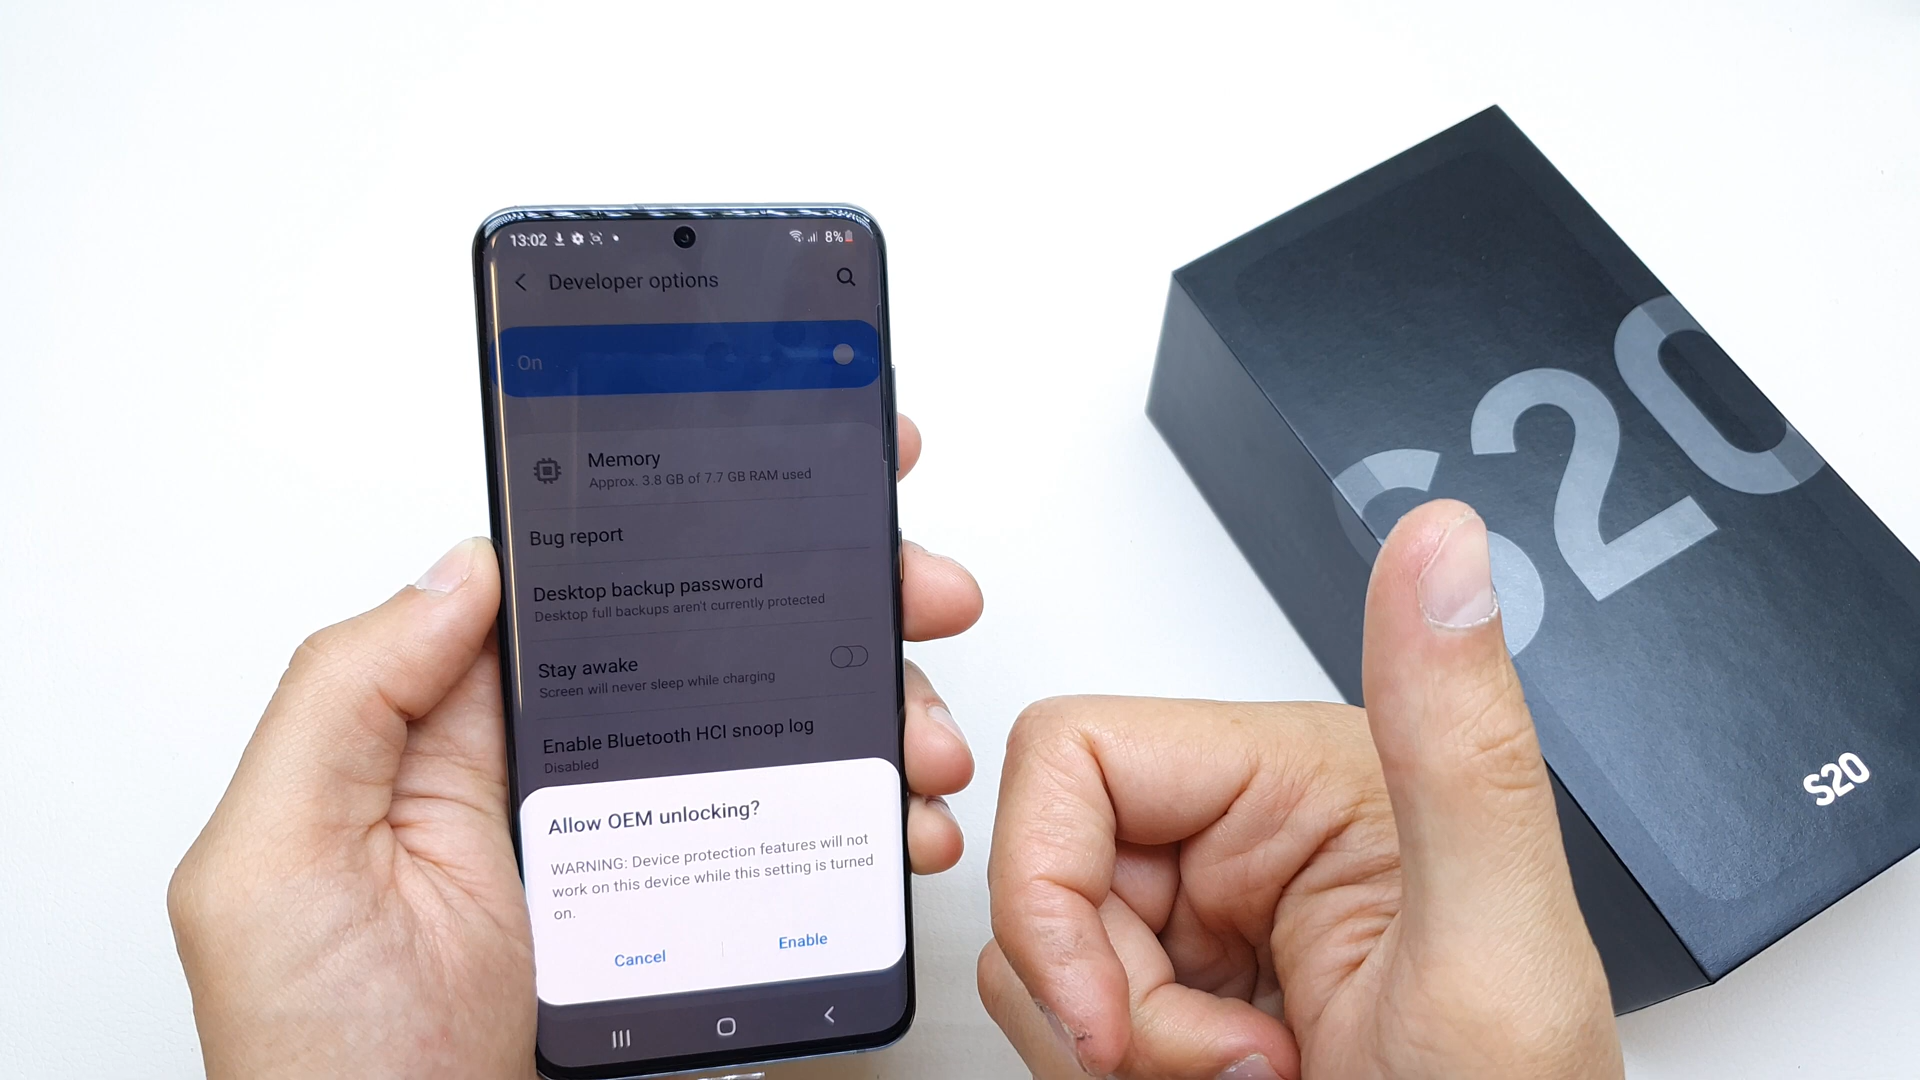 13:02
8%
Developer options
On
Memory
Approx. 3.8 GB of 7.7 GB RAM used
Bug report
Desktop backup password
Desktop full backups aren't currently protected
Stay awake
Screen will never sleep while charging
Enable Bluetooth HCI snoop log
Disabled
Allow OEM unlocking?
WARNING: Device protection features will not
work on this device while this setting is turned
on.
Cancel
Enable
S20
S20